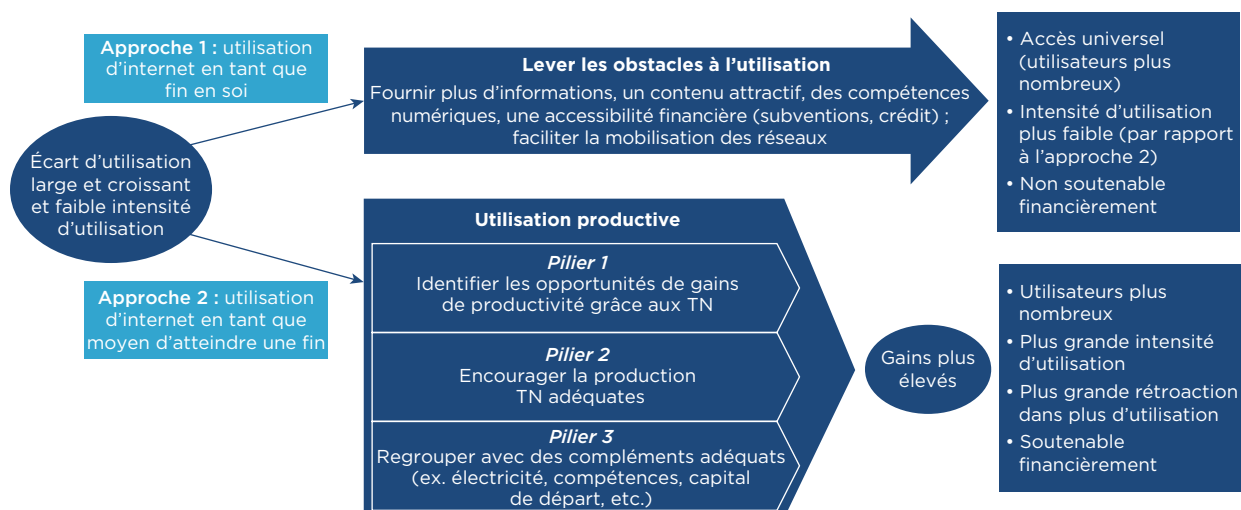 Écart d'utilisation
large et croissant
et faible intensité
d'utilisation
Approche 1 : utilisation
d'internet en tant que
fin en soi
Lever les obstacles à l'utilisation
Fournir plus d'informations, un contenu attractif, des compétences
numériques, une accessibilité financière (subventions, crédit) ;
faciliter la mobilisation des réseaux
• Accès universel
(utilisateurs plus
nombreux)
• Intensité d'utilisation
plus faible (par rapport
à l'approche 2)
• Non soutenable
financièrement
Approche 2 : utilisation
d'internet en tant que
moyen d'atteindre une fin
Utilisation productive
Pilier 1
Identifier les opportunités de gains
de productivité grâce aux TN
Pilier 2
Encourager la production
TN adéquates
Pilier 3
Regrouper avec des compléments adéquats
(ex. électricité, compétences, capital
de départ, etc.)
Gains plus
élevés
• Utilisateurs plus
nombreux
• Plus grande intensité
d'utilisation
• Plus grande rétroaction
dans plus d'utilisation
• Soutenable
financièrement